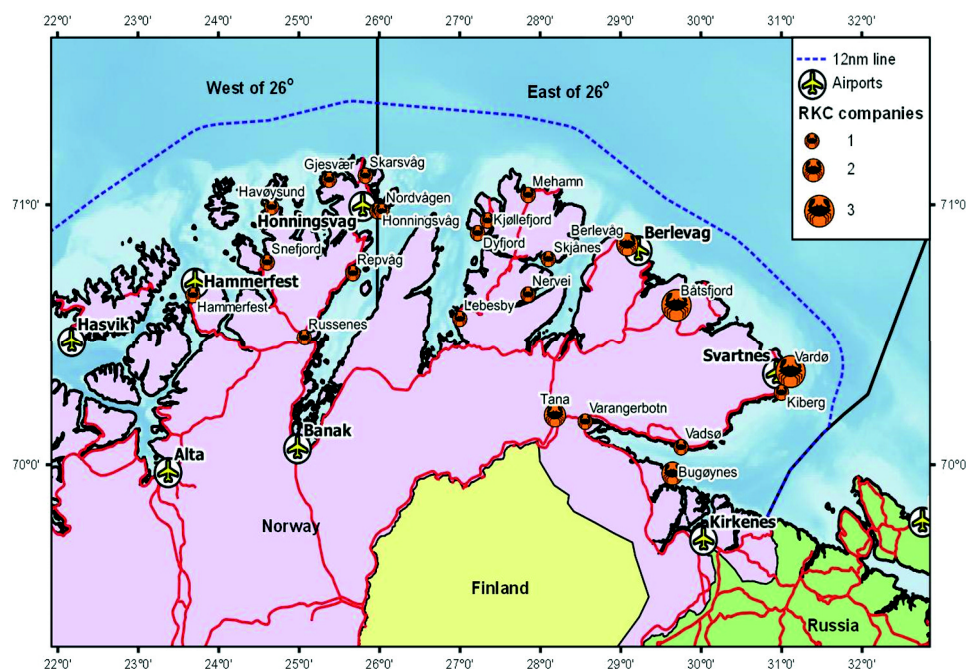 22°0' 23°0' 24°0' 25°0' 26°0' 27°0' 28°0' 29°0' 30°0' 31°0' 32°0'
West of 26°
East of 26°
12nm line
Airports
RKC companies
1
2
3
71°0'
71°0'
Gjesvær
Skarsvåg
Havøysund
Nordvågen
Honningsvag
Honningsvåg
Mehamn
Kjøllefjord
Dyfjord
Berlevåg
Berlevag
Snefjord
Repvåg
Skjånes
Hammerfest
Hammerfest
Nervei
Båtsfjord
Lebesby
Hasvik
Russenes
Svartnes
Vardø
Kiberg
Tana
Varangerbotn
Banak
Vadsø
70°0'
70°0'
Alta
Bugøynes
Norway
Kirkenes
Finland
Russia
22°0' 23°0' 24°0' 25°0' 26°0' 27°0' 28°0' 29°0' 30°0' 31°0' 32°0'